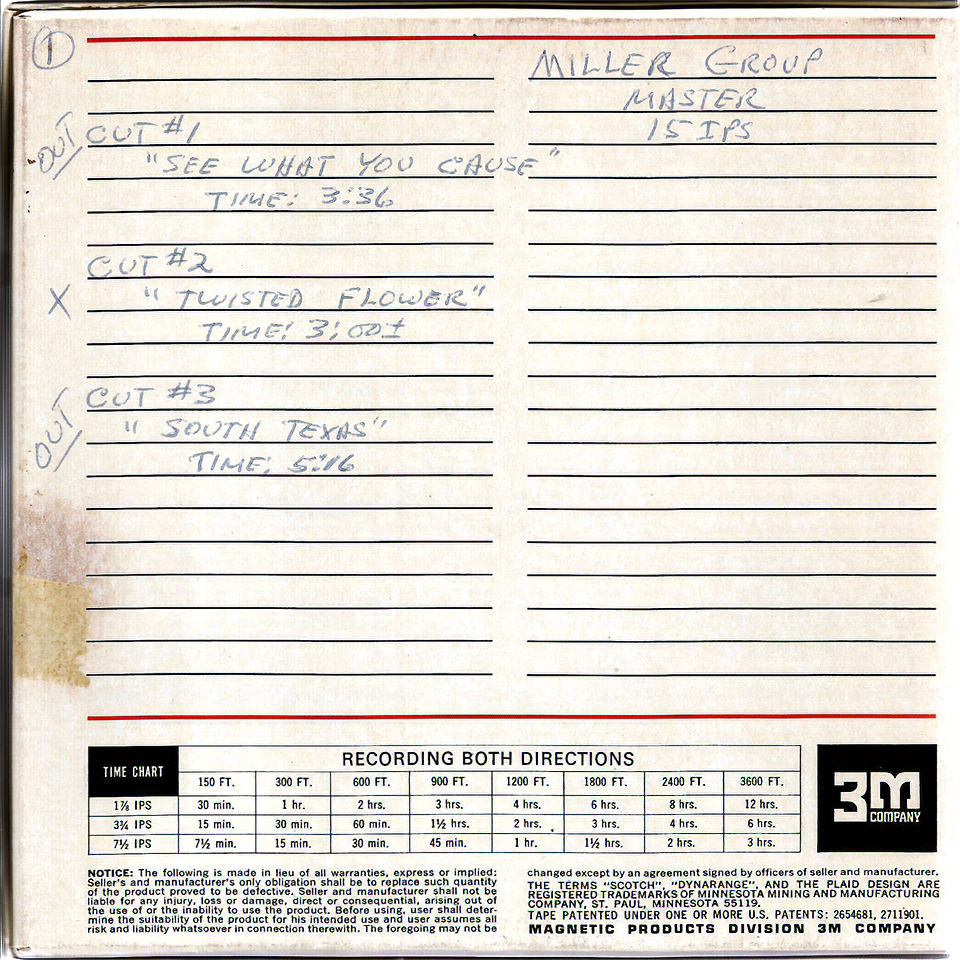 1
MILLER GROUP
MASTER
15 IPS
OUT CUT #1
"SEE WHAT YOU CAUSE"
TIME: 3:36
CUT #2
X "TWISTED FLOWER"
TIME: 3:00±
OUT CUT #3
"SOUTH TEXAS"
TIME: 5:16
TIME CHART
RECORDING BOTH DIRECTIONS
150 FT. 300 FT. 600 FT. 900 FT. 1200 FT. 1800 FT. 2400 FT. 3600 FT.
1⅞ IPS 30 min. 1 hr. 2 hrs. 3 hrs. 4 hrs. 6 hrs. 8 hrs. 12 hrs.
3¾ IPS 15 min. 30 min. 60 min. 1½ hrs. 2 hrs. 3 hrs. 4 hrs. 6 hrs.
7½ IPS 7½ min. 15 min. 30 min. 45 min. 1 hr. 1½ hrs. 2 hrs. 3 hrs.
3M
COMPANY
NOTICE: The following is made in lieu of all warranties, express or implied:
Seller's and manufacturer's only obligation shall be to replace such quantity
of the product proved to be defective. Seller and manufacturer shall not be
liable for any injury, loss or damage, direct or consequential, arising out of
the use of or the inability to use the product. Before using, user shall deter-
mine the suitability of the product for his intended use and user assumes all
risk and liability whatsoever in connection therewith. The foregoing may not be
changed except by an agreement signed by officers of seller and manufacturer.
THE TERMS "SCOTCH", "DYNARANGE", AND THE PLAID DESIGN ARE
REGISTERED TRADEMARKS OF MINNESOTA MINING AND MANUFACTURING
COMPANY, ST. PAUL, MINNESOTA 55119.
TAPE PATENTED UNDER ONE OR MORE U.S. PATENTS: 2654681, 2711901.
MAGNETIC PRODUCTS DIVISION 3M COMPANY